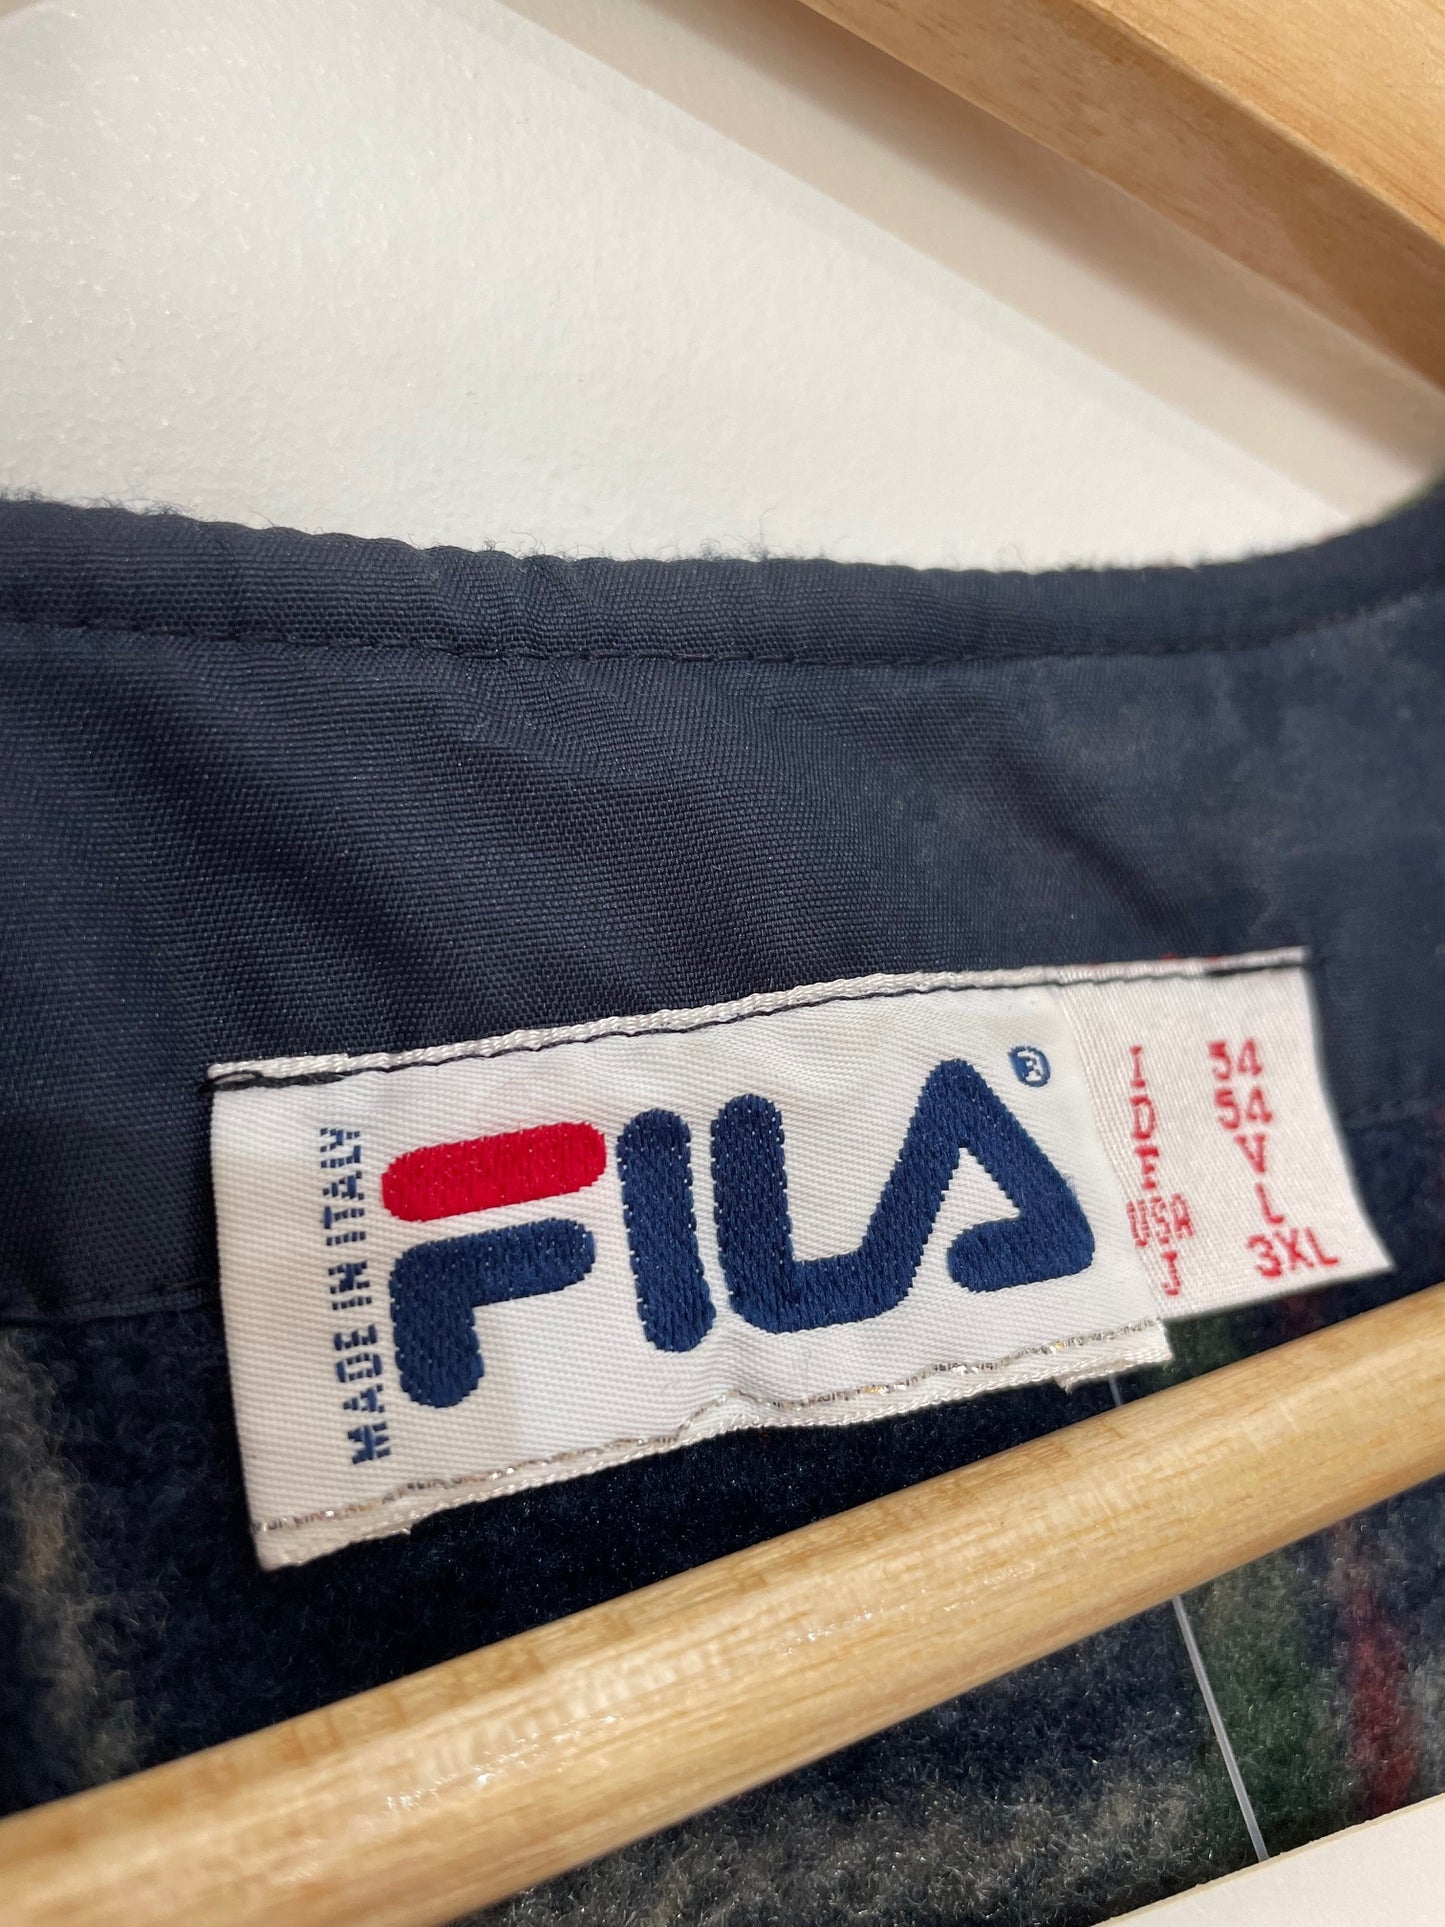 MADE IN ITALY
FILA®
I 54
D 54
F V
USA L
J 3XL